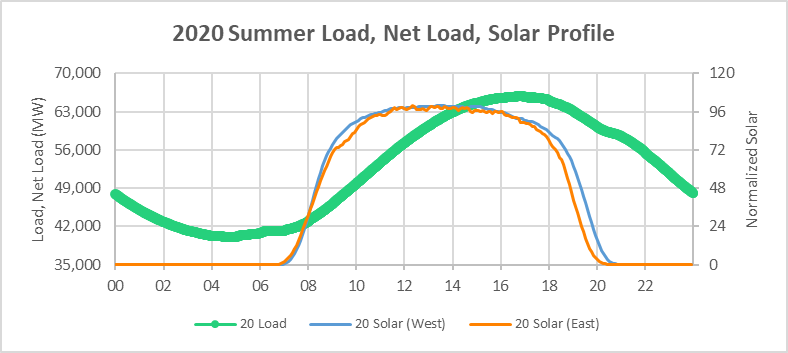 2020 Summer Load, Net Load, Solar Profile
Load, Net Load (MW)
70,000
63,000
56,000
49,000
42,000
35,000
120
96
72
48
24
0
Normalized Solar
00 02 04 06 08 10 12 14 16 18 20 22
20 Load 20 Solar (West) 20 Solar (East)